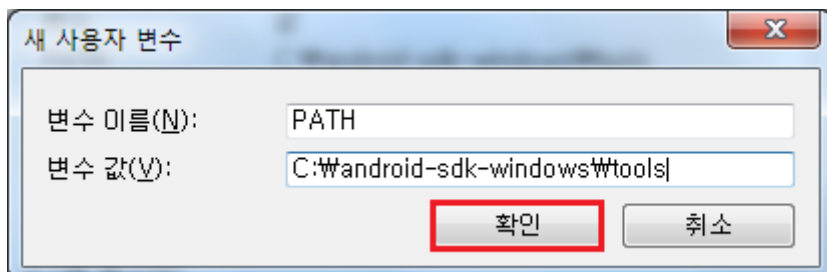 새 사용자 변수
변수 이름(N): PATH
변수 값(V): C:₩android-sdk-windows₩tools
확인 취소